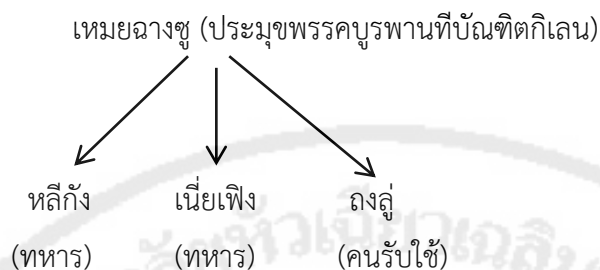 เหมยฉางซู (ประมุขพรรคบูรพานทีบัณฑิตกิเลน)
หลีกัง เนี่ยเฟิง ถงลู่
(ทหาร) (ทหาร) (คนรับใช้)